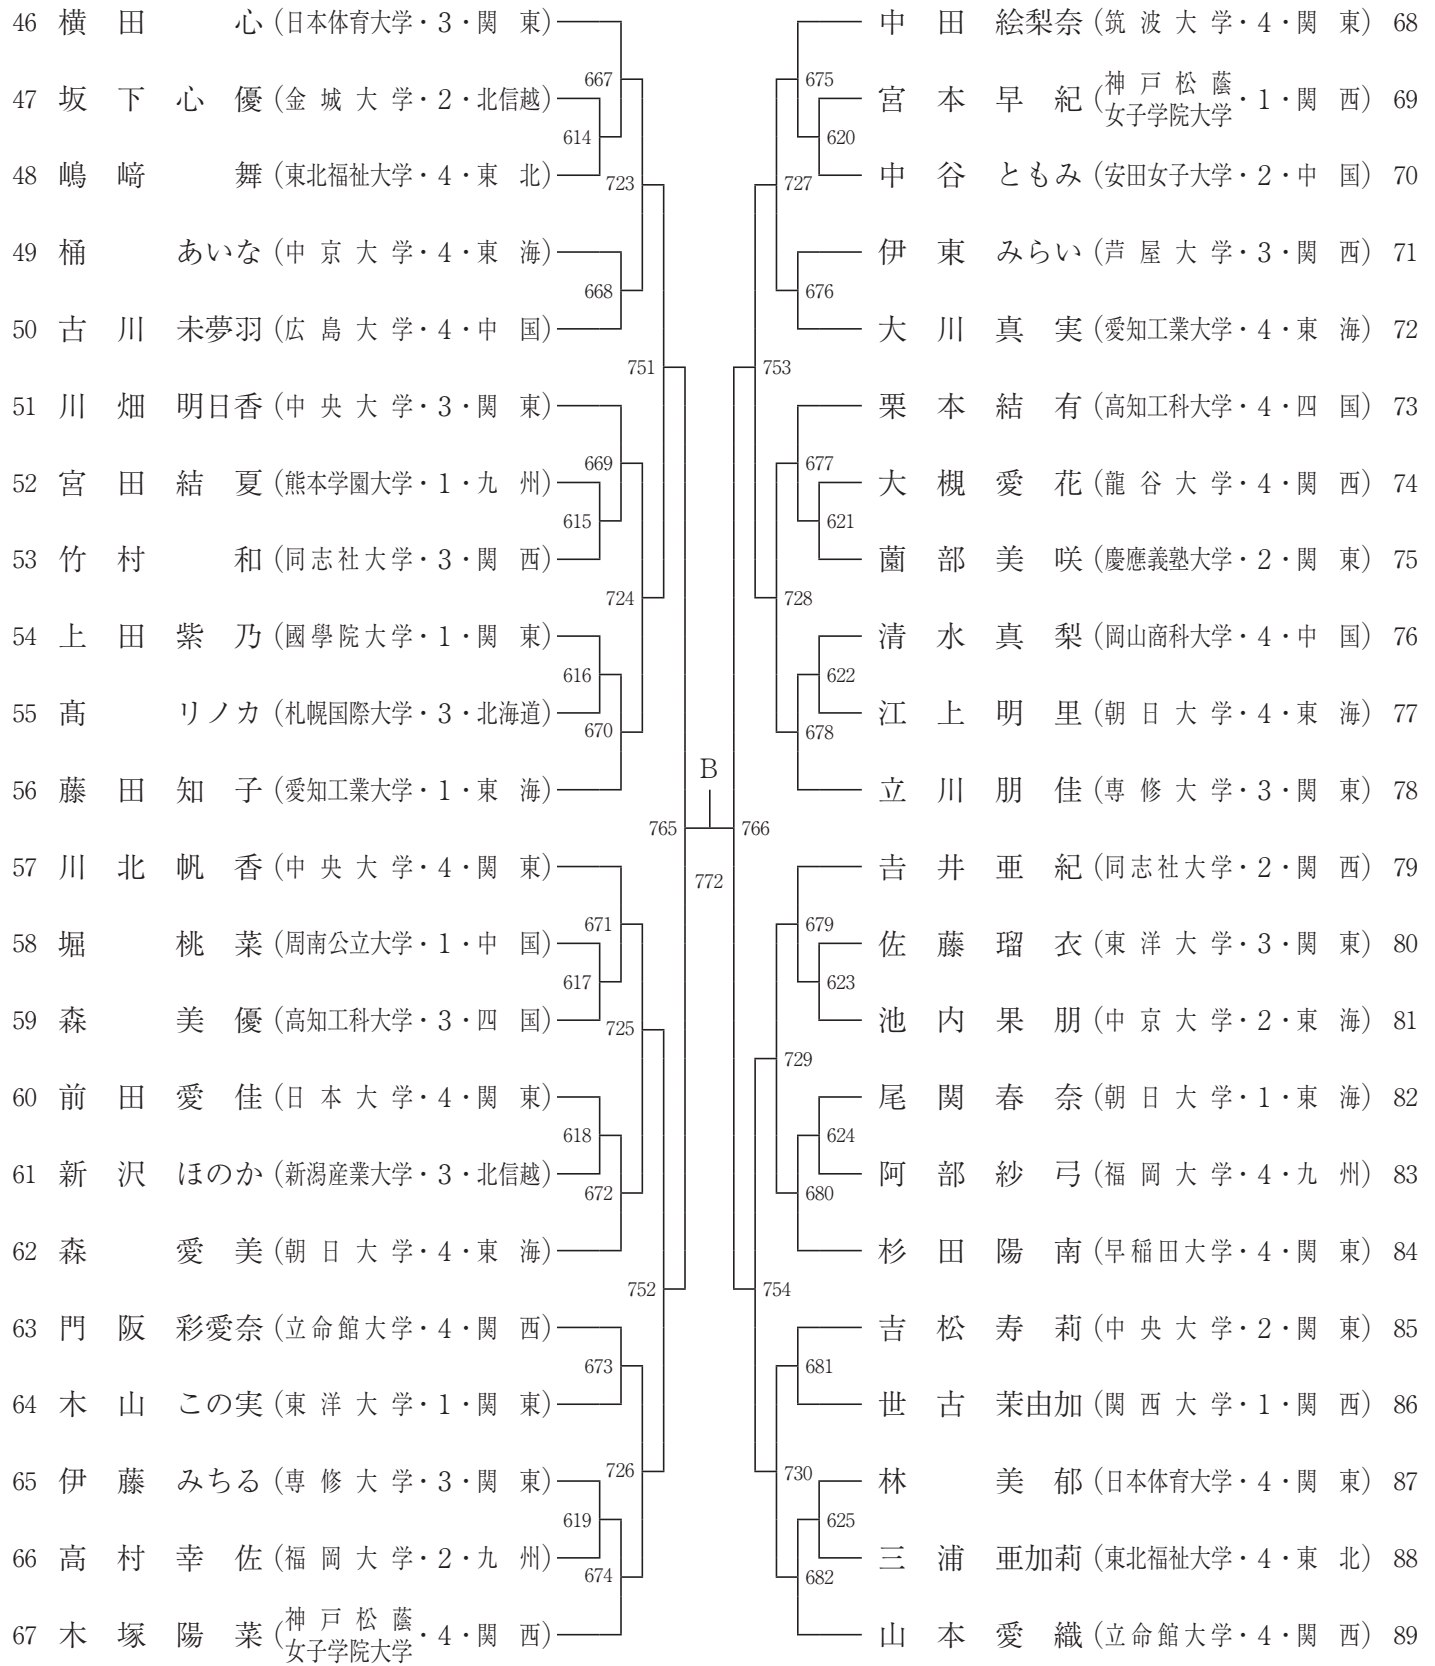 46 横田 心 (日本体育大学・3・関 東)
47 坂下心優 (金城大学・2・北信越)
48 嶋﨑 舞 (東北福祉大学・4・東 北)
49 桶 あいな (中京大学・4・東 海)
50 古川 未夢羽 (広島大学・4・中 国)
51 川畑 明日香 (中央大学・3・関 東)
52 宮田結夏 (熊本学園大学・1・九 州)
53 竹村 和 (同志社大学・3・関 西)
54 上田紫乃 (國學院大学・1・関 東)
55 髙 リノカ (札幌国際大学・3・北海道)
56 藤田知子 (愛知工業大学・1・東 海)
57 川北帆香 (中央大学・4・関 東)
58 堀 桃菜 (周南公立大学・1・中 国)
59 森 美優 (高知工科大学・3・四 国)
60 前田愛佳 (日本大学・4・関 東)
61 新沢 ほのか (新潟産業大学・3・北信越)
62 森 愛美 (朝日大学・4・東 海)
63 門阪 彩愛奈 (立命館大学・4・関 西)
64 木山 この実 (東洋大学・1・関 東)
65 伊藤 みちる (専修大学・3・関 東)
66 高村幸佐 (福岡大学・2・九 州)
67 木塚陽菜 (神戸松蔭女子学院大学・4・関 西)
667
614
723
668
751
669
615
724
616
670
765
671
617
725
618
672
752
673
726
619
674
B
772
675
620
727
676
753
677
621
728
622
678
766
679
623
729
624
680
754
681
730
625
682
中田 絵梨奈 (筑波大学・4・関 東) 68
宮本早紀 (神戸松蔭女子学院大学・1・関 西) 69
中谷 ともみ (安田女子大学・2・中 国) 70
伊東 みらい (芦屋大学・3・関 西) 71
大川真実 (愛知工業大学・4・東 海) 72
栗本結有 (高知工科大学・4・四 国) 73
大槻愛花 (龍谷大学・4・関 西) 74
薗部美咲 (慶應義塾大学・2・関 東) 75
清水真梨 (岡山商科大学・4・中 国) 76
江上明里 (朝日大学・4・東 海) 77
立川朋佳 (専修大学・3・関 東) 78
𠮷井亜紀 (同志社大学・2・関 西) 79
佐藤瑠衣 (東洋大学・3・関 東) 80
池内果朋 (中京大学・2・東 海) 81
尾関春奈 (朝日大学・1・東 海) 82
阿部紗弓 (福岡大学・4・九 州) 83
杉田陽南 (早稲田大学・4・関 東) 84
吉松寿莉 (中央大学・2・関 東) 85
世古 茉由加 (関西大学・1・関 西) 86
林 美郁 (日本体育大学・4・関 東) 87
三浦 亜加莉 (東北福祉大学・4・東 北) 88
山本愛織 (立命館大学・4・関 西) 89